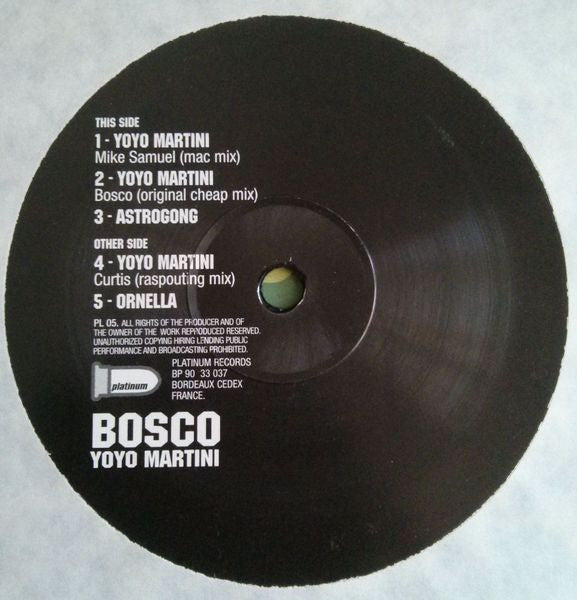 THIS SIDE
1 - YOYO MARTINI
Mike Samuel (mac mix)
2 - YOYO MARTINI
Bosco (original cheap mix)
3 - ASTROGONG
OTHER SIDE
4 - YOYO MARTINI
Curtis (raspouting mix)
5 - ORNELLA
PL 05. ALL RIGHTS OF THE PRODUCER AND OF
THE OWNER OF THE WORK REPPODUCED RESERVED.
UNAUTHORIZED COPYING HIRING LENDING PUBLIC
PERFORMANCE AND BROADCASTING PROHIBITED.
platinum
PLATINUM RECORDS
BP 90 33 037
BORDEAUX CEDEX
FRANCE.
BOSCO
YOYO MARTINI